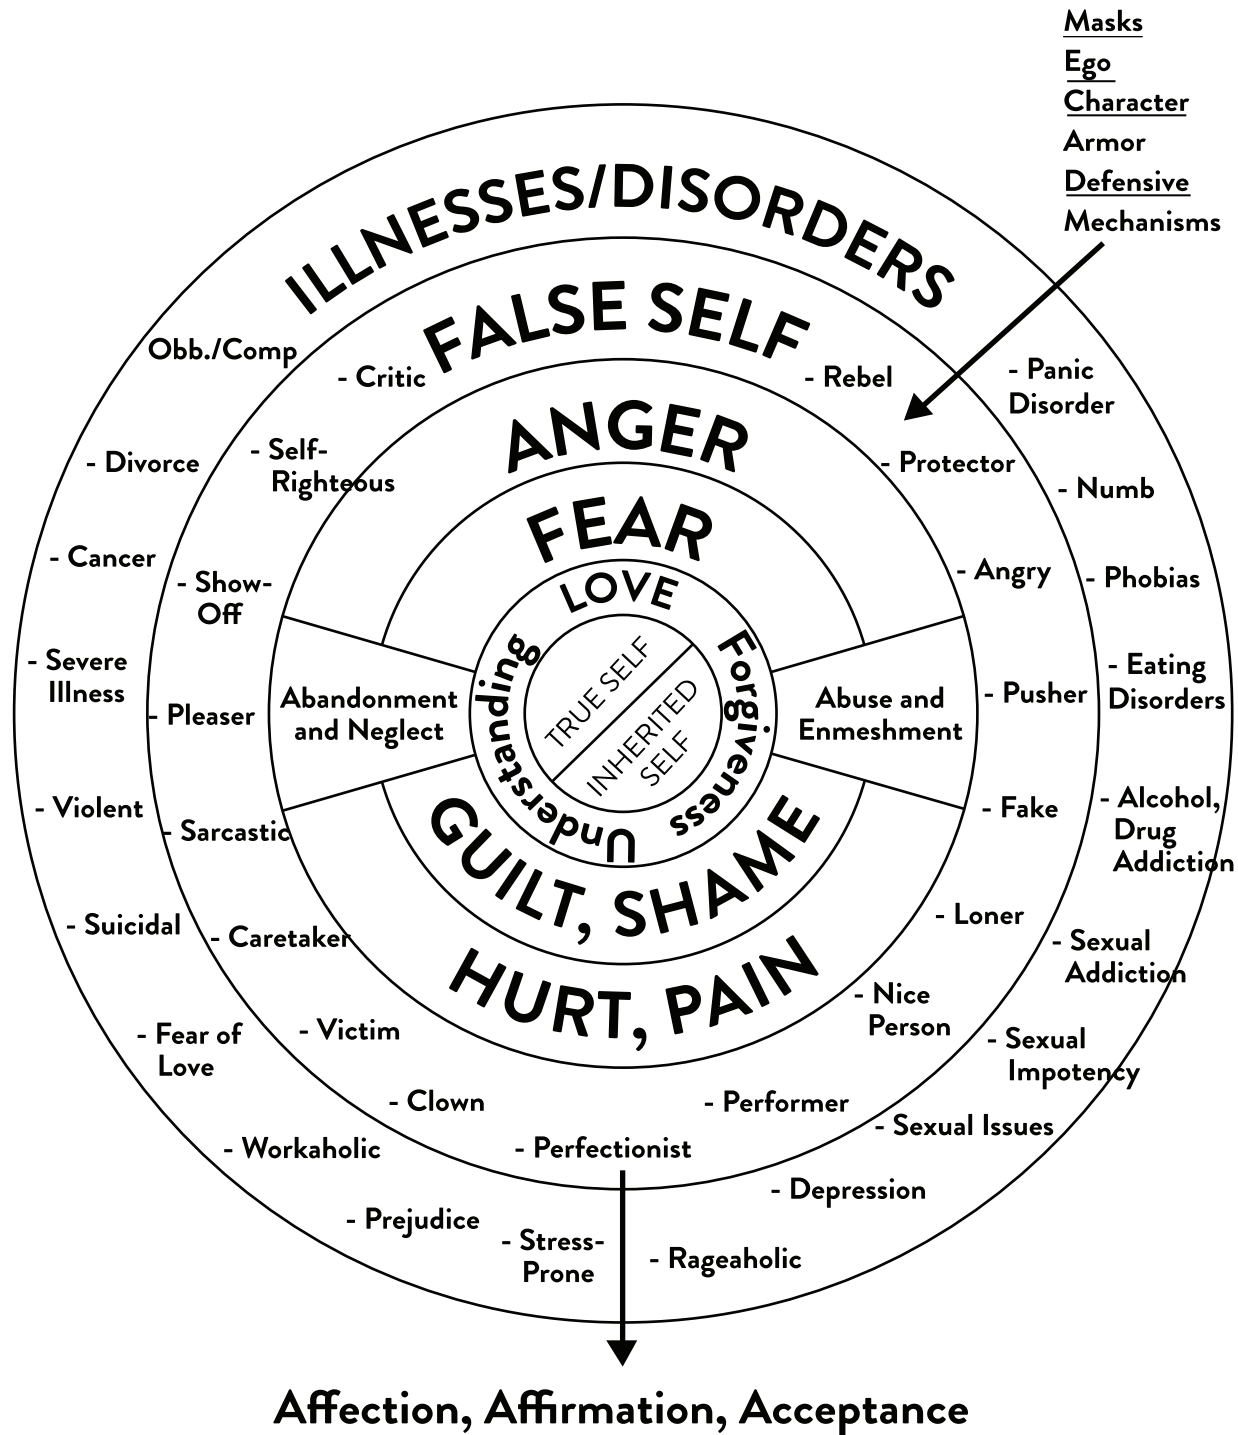 Masks
Ego
Character
Armor
Defensive
Mechanisms
ILLNESSES/DISORDERS
FALSE SELF
Obb./Comp
- Critic
- Rebel
- Panic
Disorder
ANGER
- Divorce
- Self-
Righteous
- Protector
- Numb
FEAR
- Cancer
- Show-
Off
- Angry
- Phobias
LOVE
Understanding
Forgiveness
TRUE SELF
INHERITED
SELF
- Severe
Illness
- Pleaser
Abandonment
and Neglect
Abuse and
Enmeshment
- Pusher
- Eating
Disorders
- Violent
- Sarcastic
- Fake
- Alcohol,
Drug
Addiction
GUILT, SHAME
- Suicidal
- Caretaker
- Loner
- Sexual
Addiction
HURT, PAIN
- Fear of
Love
- Victim
- Nice
Person
- Sexual
Impotency
- Clown
- Performer
- Sexual Issues
- Workaholic
- Perfectionist
- Depression
- Prejudice
- Stress-
Prone
- Rageaholic
Affection, Affirmation, Acceptance